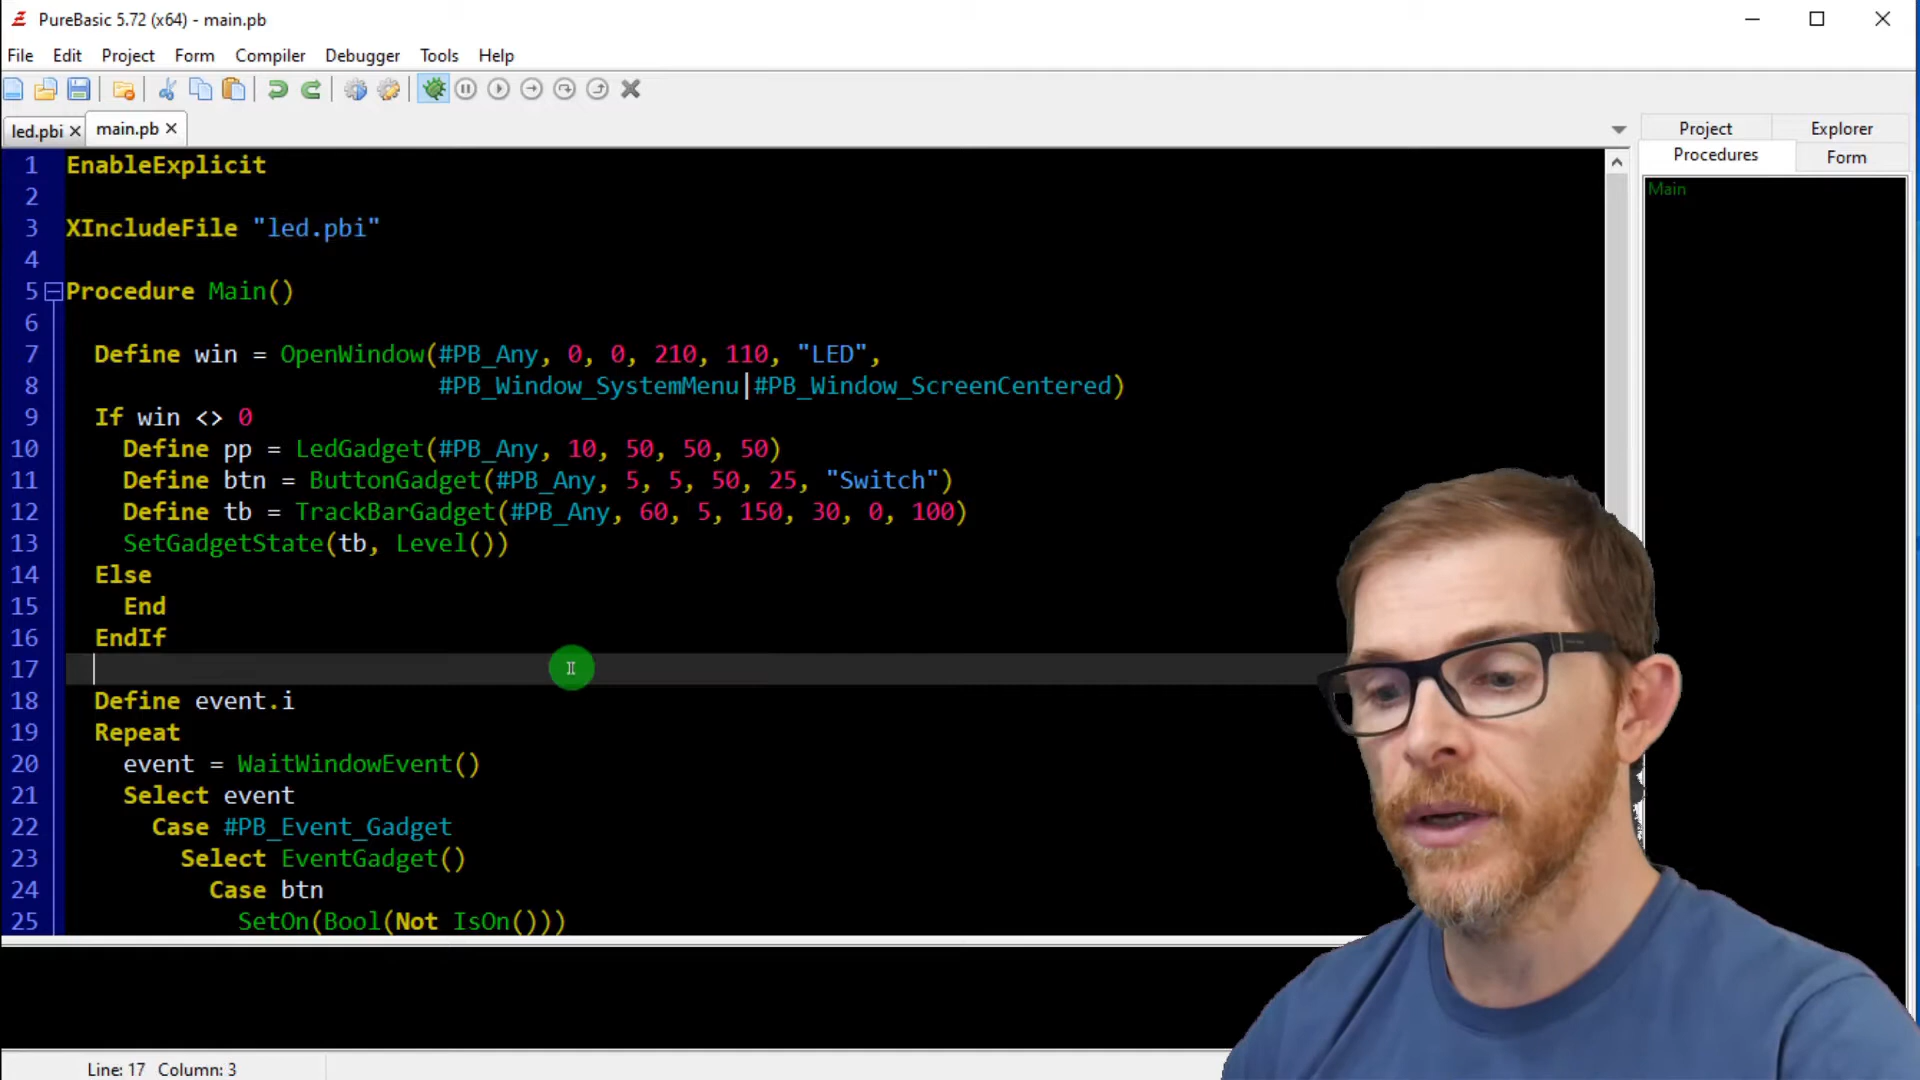 PureBasic 5.72 (x64) - main.pb
File Edit Project Form Compiler Debugger Tools Help
led.pbi main.pb
Project Explorer
Procedures Form
Main
1 EnableExplicit
2
3 XIncludeFile "led.pbi"
4
5 Procedure Main()
6
7 Define win = OpenWindow(#PB_Any, 0, 0, 210, 110, "LED",
8 #PB_Window_SystemMenu|#PB_Window_ScreenCentered)
9 If win <> 0
10 Define pp = LedGadget(#PB_Any, 10, 50, 50, 50)
11 Define btn = ButtonGadget(#PB_Any, 5, 5, 50, 25, "Switch")
12 Define tb = TrackBarGadget(#PB_Any, 60, 5, 150, 30, 0, 100)
13 SetGadgetState(tb, Level())
14 Else
15 End
16 EndIf
17
18 Define event.i
19 Repeat
20 event = WaitWindowEvent()
21 Select event
22 Case #PB_Event_Gadget
23 Select EventGadget()
24 Case btn
25 SetOn(Bool(Not IsOn()))
Line: 17 Column: 3